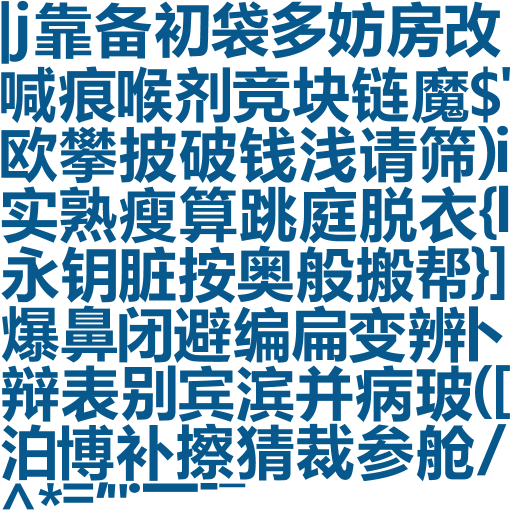 |j靠备初袋多妨房改
喊痕喉剂竞块链魔$'
欧攀披破钱浅请筛)i
实熟瘦算跳庭脱衣{l
永钥脏按奥般搬帮}]
爆鼻闭避编扁变辨卜
辩表别宾滨并病玻([
泊博补擦猜裁参舱/
^*="